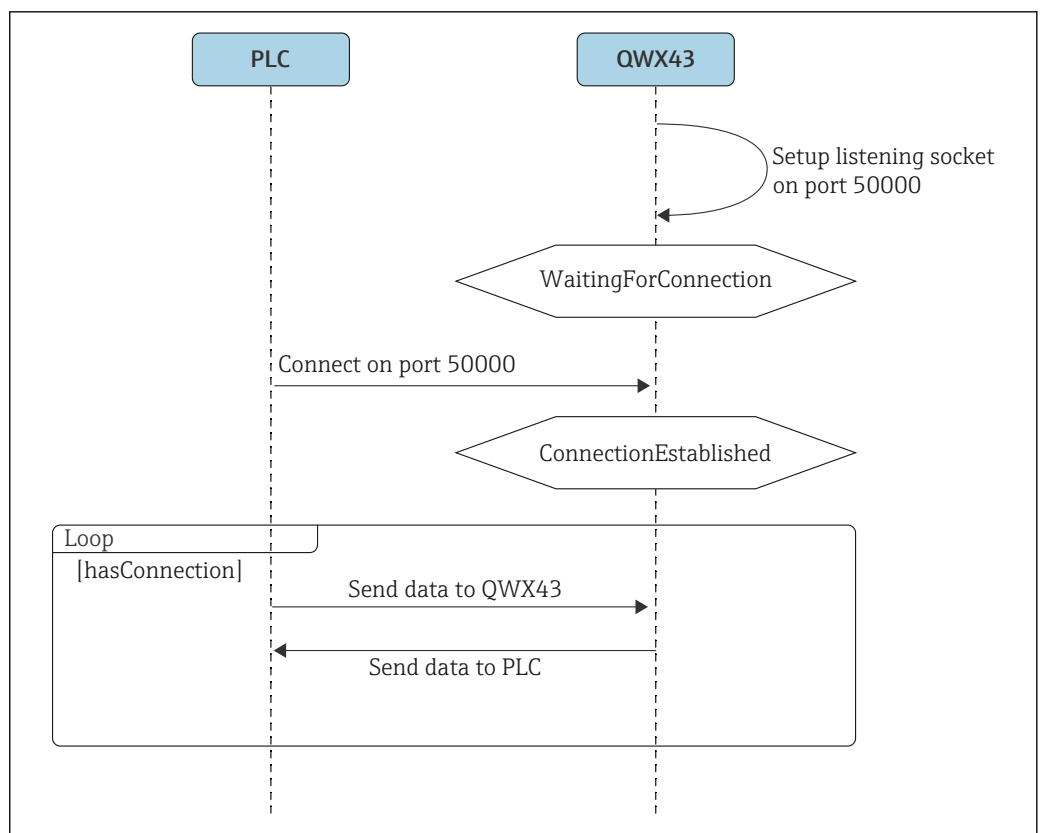 PLC
QWX43
Setup listening socket
on port 50000
WaitingForConnection
Connect on port 50000
ConnectionEstablished
Loop
[hasConnection]
Send data to QWX43
Send data to PLC